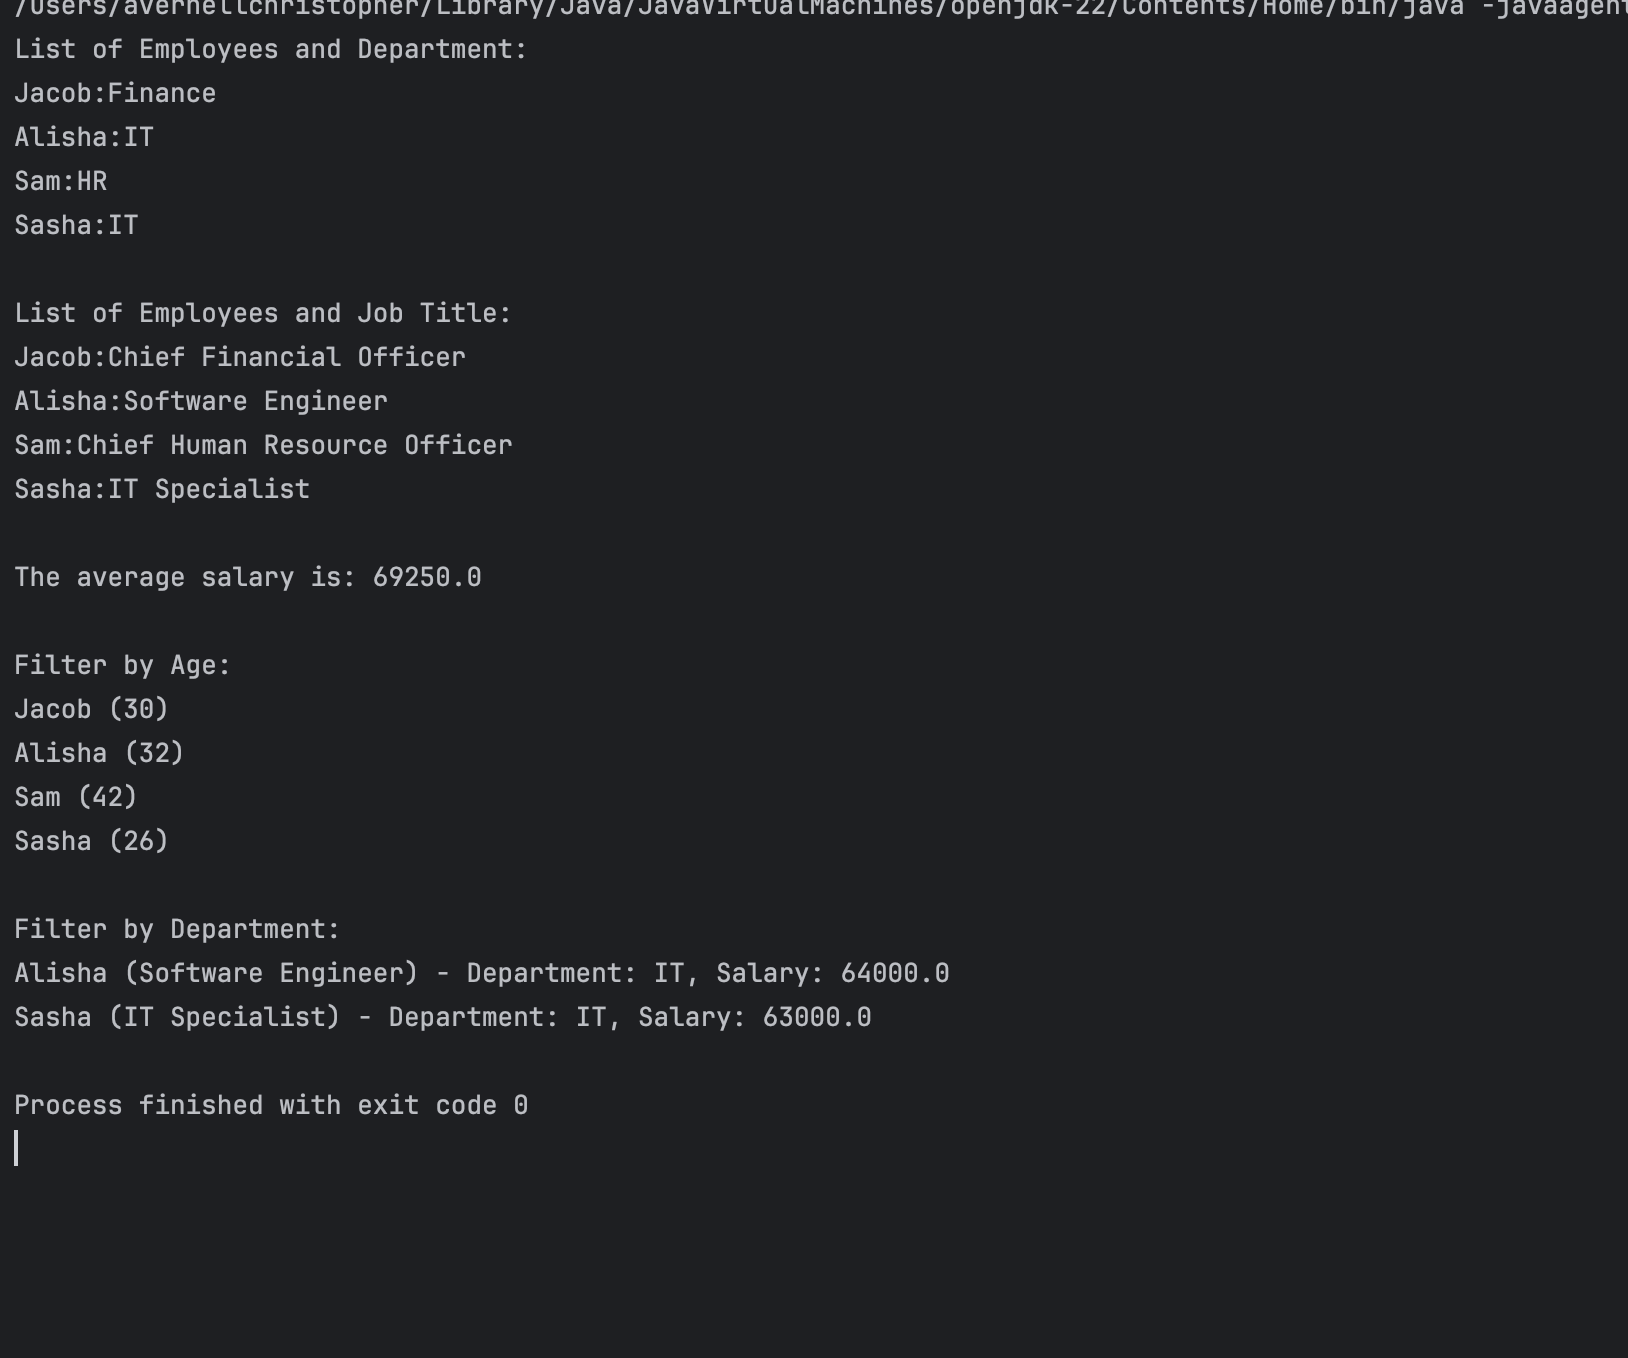 /Users/avernellchristopher/Library/Java/JavaVirtualMachines/openjdk-22/Contents/Home/bin/java -javaagent
List of Employees and Department:
Jacob:Finance
Alisha:IT
Sam:HR
Sasha:IT
List of Employees and Job Title:
Jacob:Chief Financial Officer
Alisha:Software Engineer
Sam:Chief Human Resource Officer
Sasha:IT Specialist
The average salary is: 69250.0
Filter by Age:
Jacob (30)
Alisha (32)
Sam (42)
Sasha (26)
Filter by Department:
Alisha (Software Engineer) - Department: IT, Salary: 64000.0
Sasha (IT Specialist) - Department: IT, Salary: 63000.0
Process finished with exit code 0